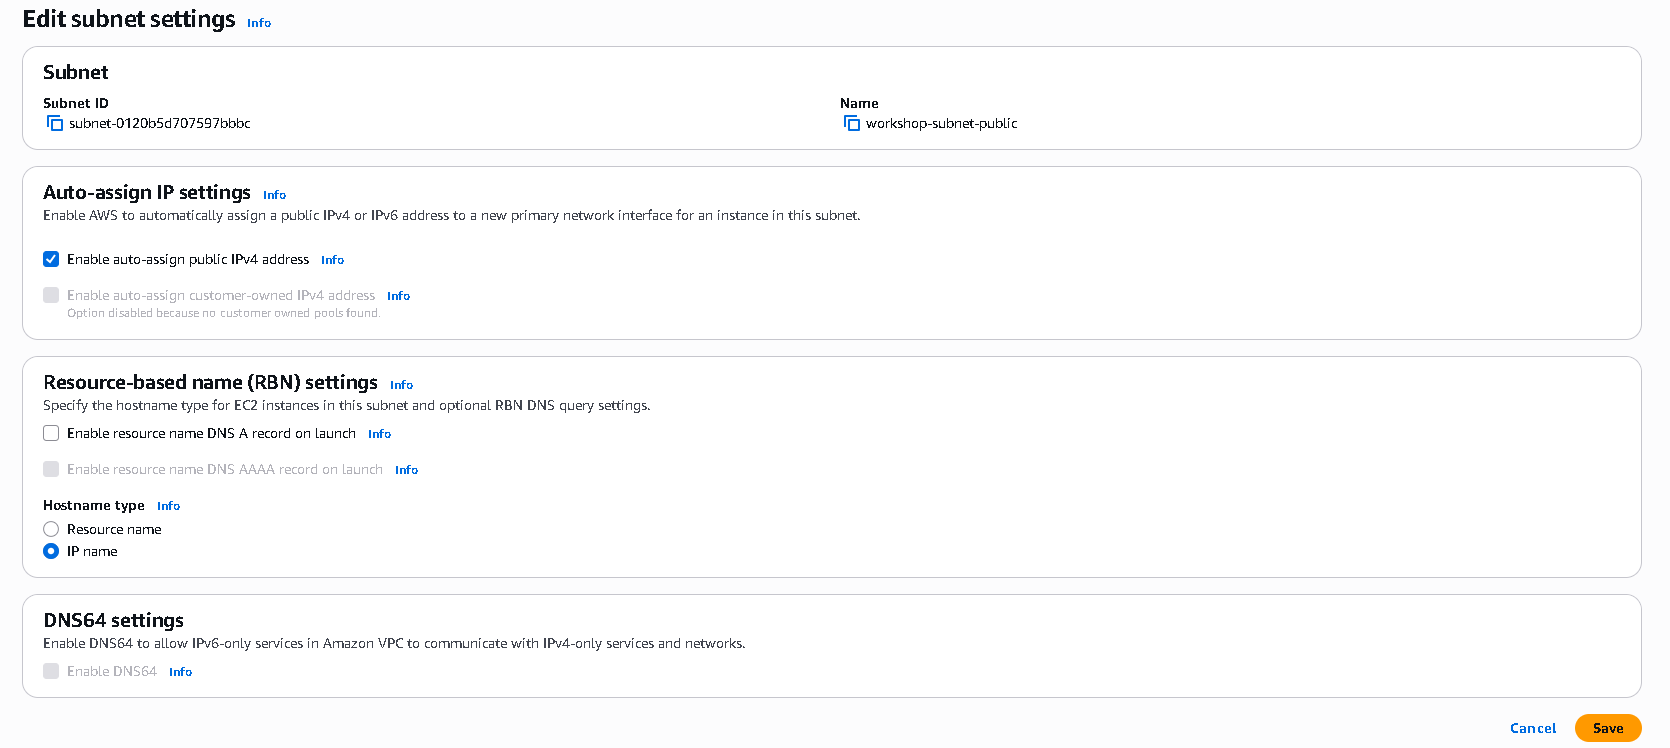 Edit subnet settings Info
Subnet
Subnet ID
subnet-0120b5d707597bbbc
Name
workshop-subnet-public
Auto-assign IP settings Info
Enable AWS to automatically assign a public IPv4 or IPv6 address to a new primary network interface for an instance in this subnet.
Enable auto-assign public IPv4 address Info
Enable auto-assign customer-owned IPv4 address Info
Option disabled because no customer owned pools found.
Resource-based name (RBN) settings Info
Specify the hostname type for EC2 instances in this subnet and optional RBN DNS query settings.
Enable resource name DNS A record on launch Info
Enable resource name DNS AAAA record on launch Info
Hostname type Info
Resource name
IP name
DNS64 settings
Enable DNS64 to allow IPv6-only services in Amazon VPC to communicate with IPv4-only services and networks.
Enable DNS64 Info
Cancel Save